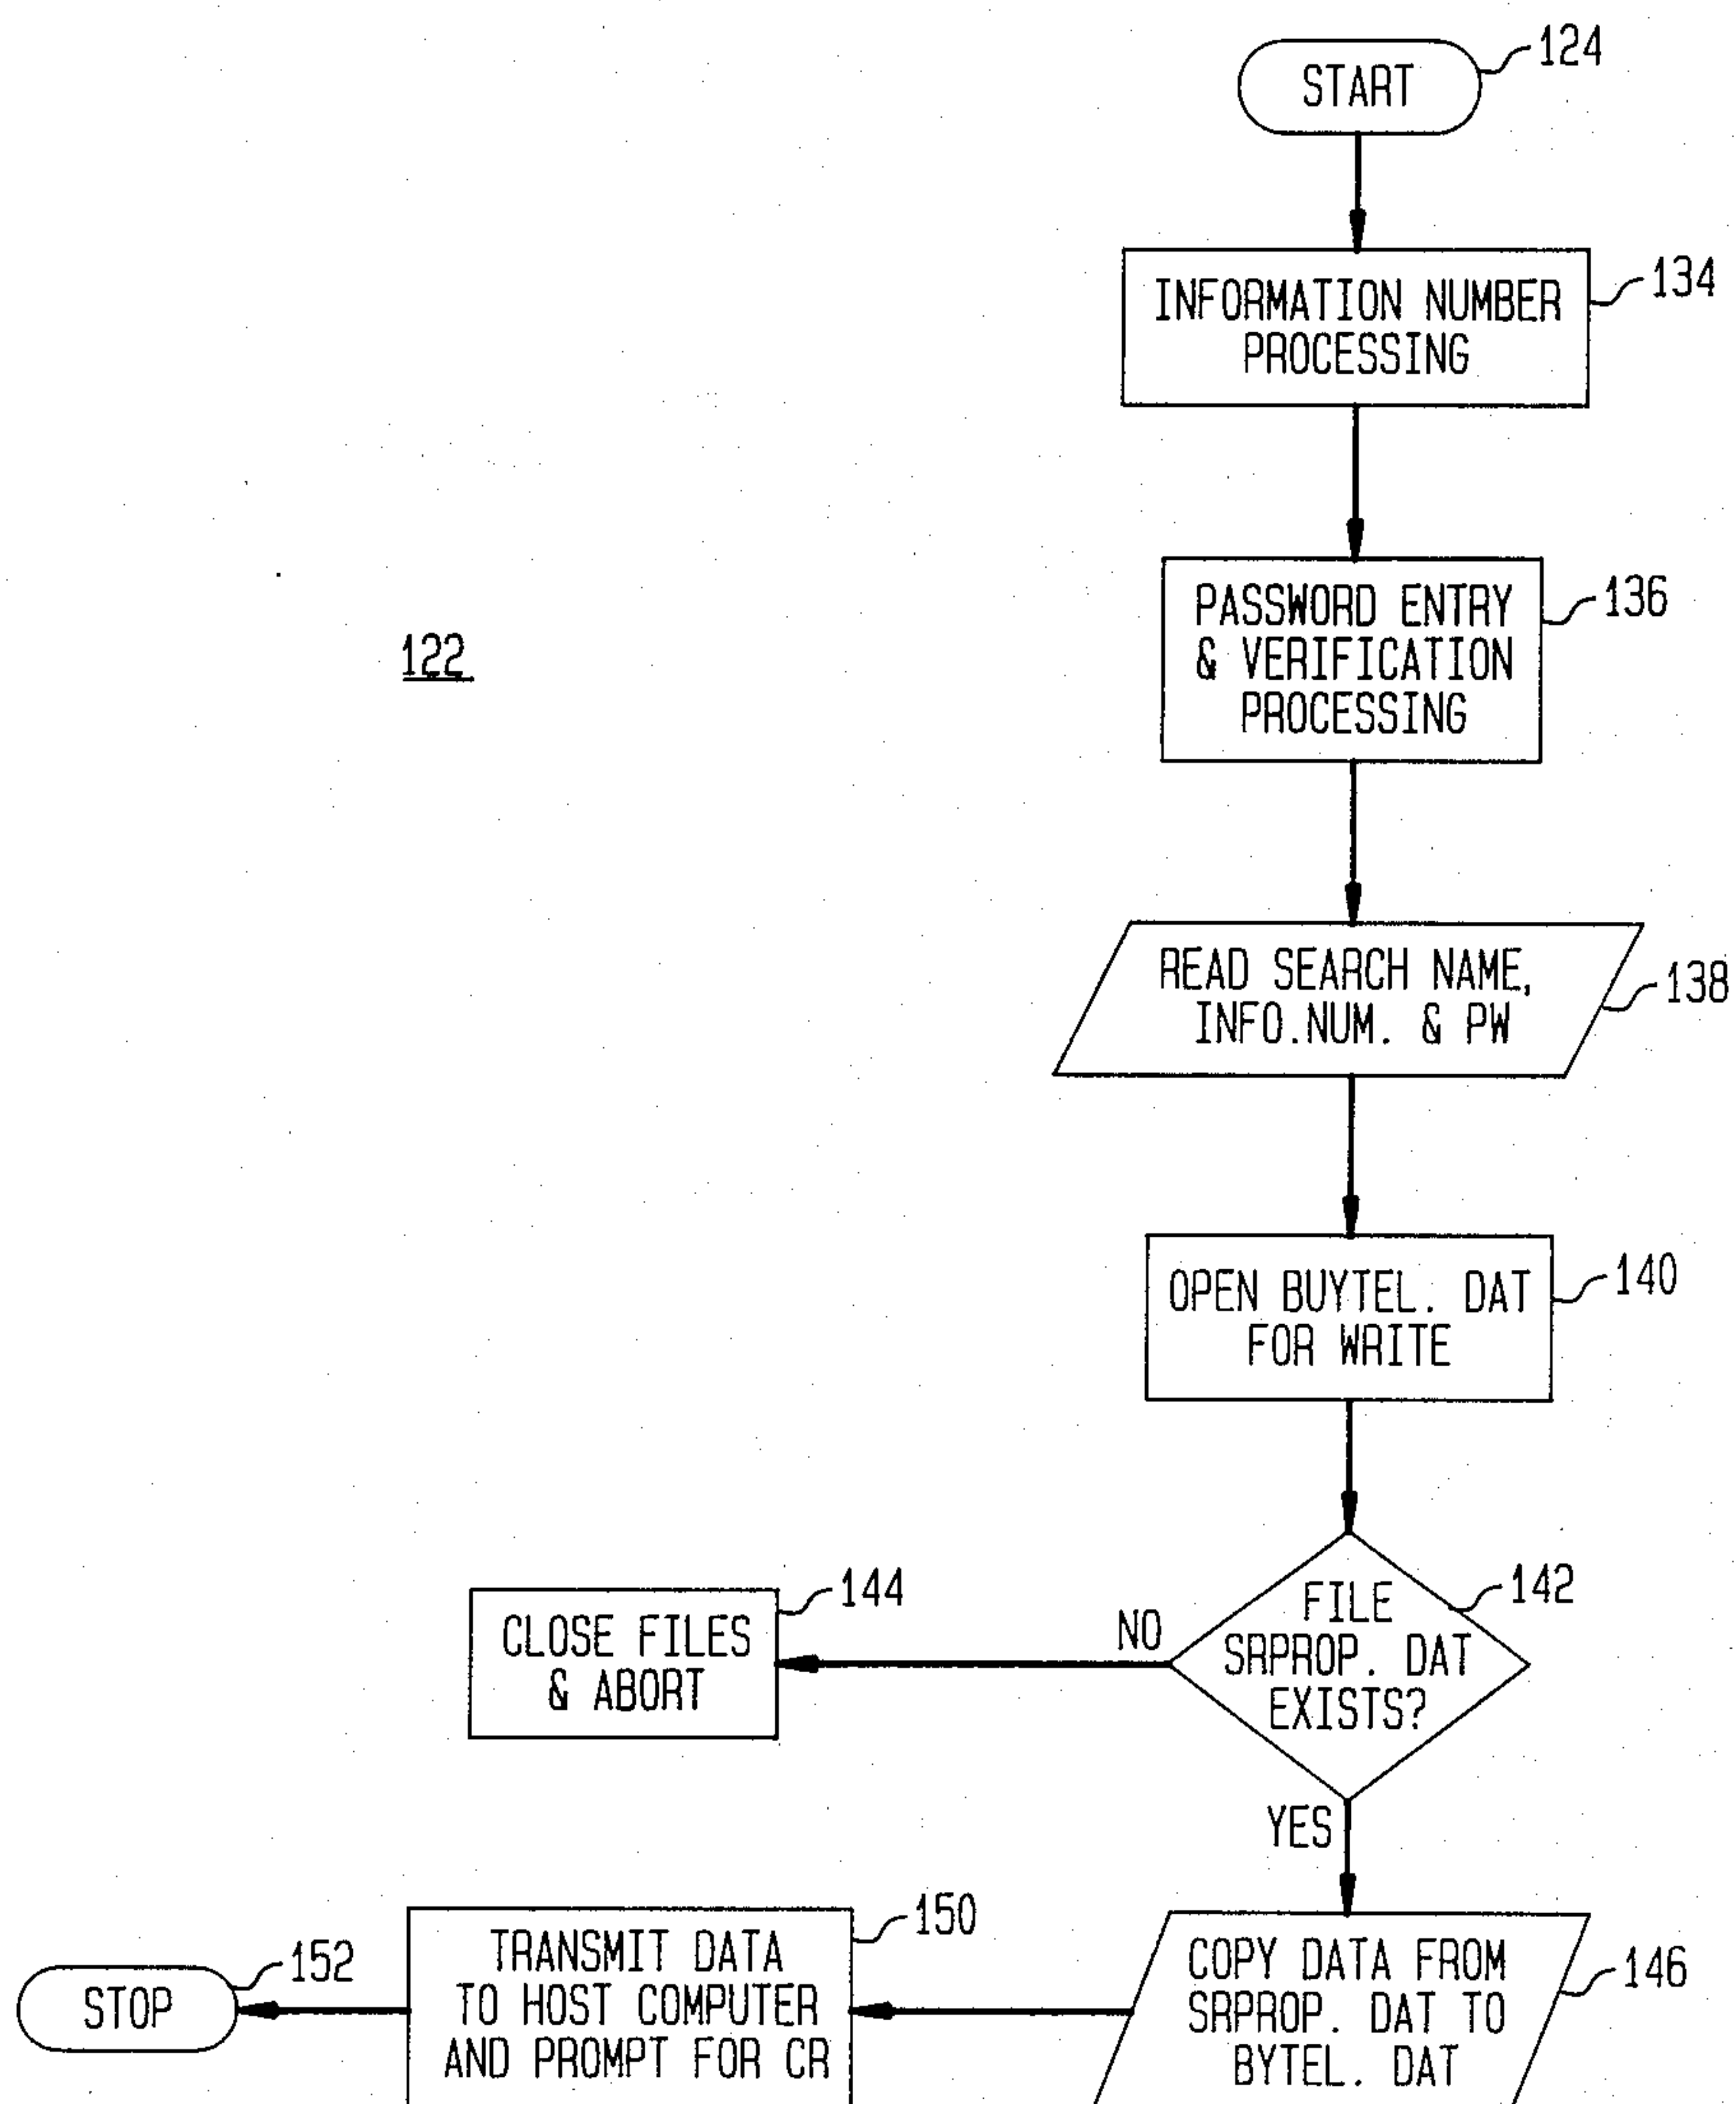 START
124
INFORMATION NUMBER
PROCESSING
134
PASSWORD ENTRY
& VERIFICATION
PROCESSING
136
122
READ SEARCH NAME,
INFO.NUM. & PW
138
OPEN BUYTEL. DAT
FOR WRITE
140
FILE
SRPROP. DAT
EXISTS?
142
NO
CLOSE FILES
& ABORT
144
YES
COPY DATA FROM
SRPROP. DAT TO
BYTEL. DAT
146
TRANSMIT DATA
TO HOST COMPUTER
AND PROMPT FOR CR
150
STOP
152